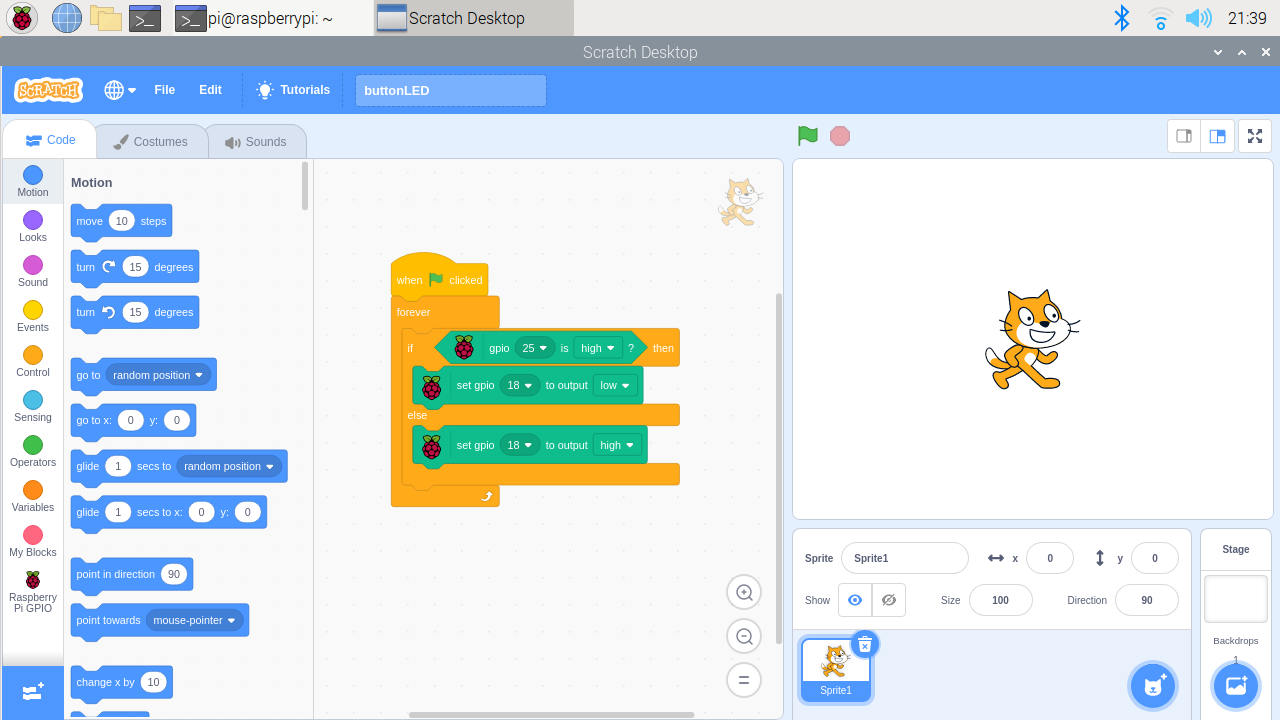 pi@raspberrypi: ~
Scratch Desktop
21:39
Scratch Desktop
SCRATCH
File
Edit
Tutorials
buttonLED
Code
Costumes
Sounds
Motion
Looks
Sound
Events
Control
Sensing
Operators
Variables
My Blocks
Raspberry
Pi GPIO
Motion
move 10 steps
turn 15 degrees
turn 15 degrees
go to random position
go to x: 0 y: 0
glide 1 secs to random position
glide 1 secs to x: 0 y: 0
point in direction 90
point towards mouse-pointer
change x by 10
when clicked
forever
if gpio 25 is high ? then
set gpio 18 to output low
else
set gpio 18 to output high
Sprite Sprite1 x 0 y 0
Show Size 100 Direction 90
Sprite1
Stage
Backdrops
1